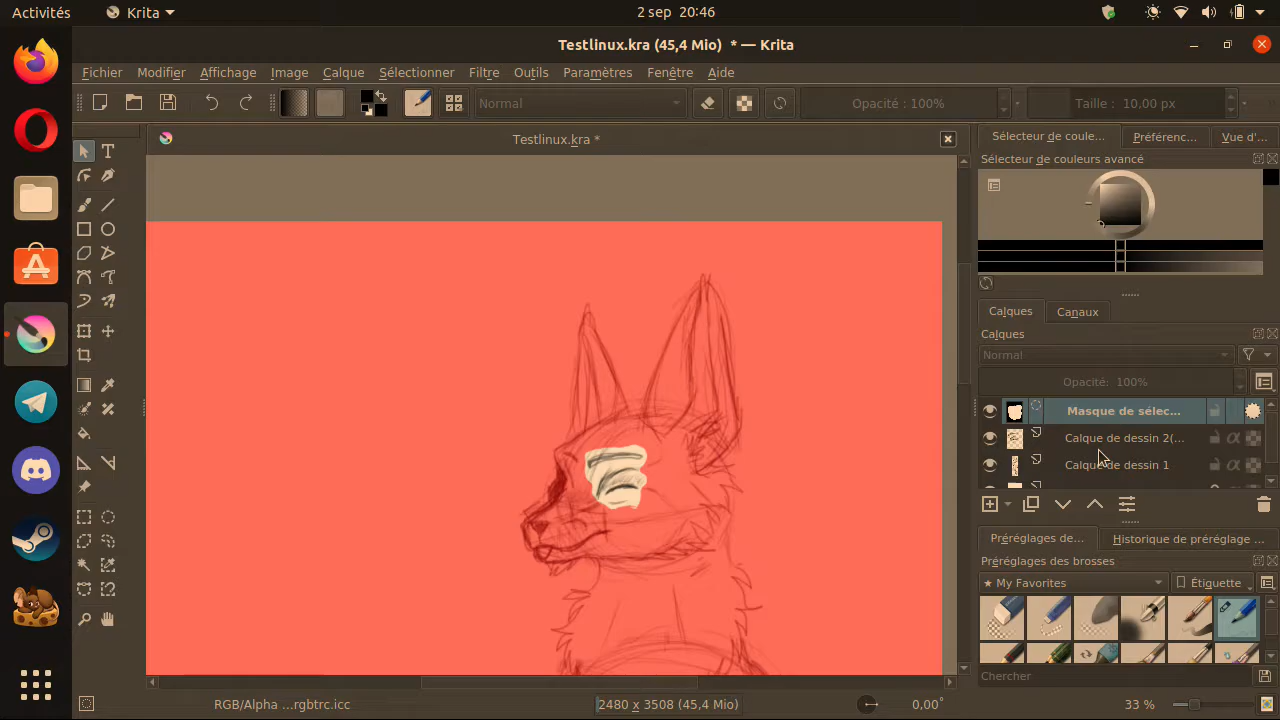 Activités
Krita
2 sep 20:46
Testlinux.kra (45,4 Mio) * — Krita
Fichier Modifier Affichage Image Calque Sélectionner Filtre Outils Paramètres Fenêtre Aide
Normal
Opacité : 100%
Taille : 10.00 px
Testlinux.kra *
Sélecteur de coule... Préférenc... Vue d'...
Sélecteur de couleurs avancé
Calques Canaux
Calques
Normal
Opacité: 100%
Masque de sélec...
Calque de dessin 2(...
Calque de dessin 1
Préréglages de... Historique de préréglage ...
Préréglages des brosses
★ My Favorites
Étiquette
Chercher
RGB/Alpha ...rgbtrc.icc
2480 x 3508 (45,4 Mio)
0,00°
33 %